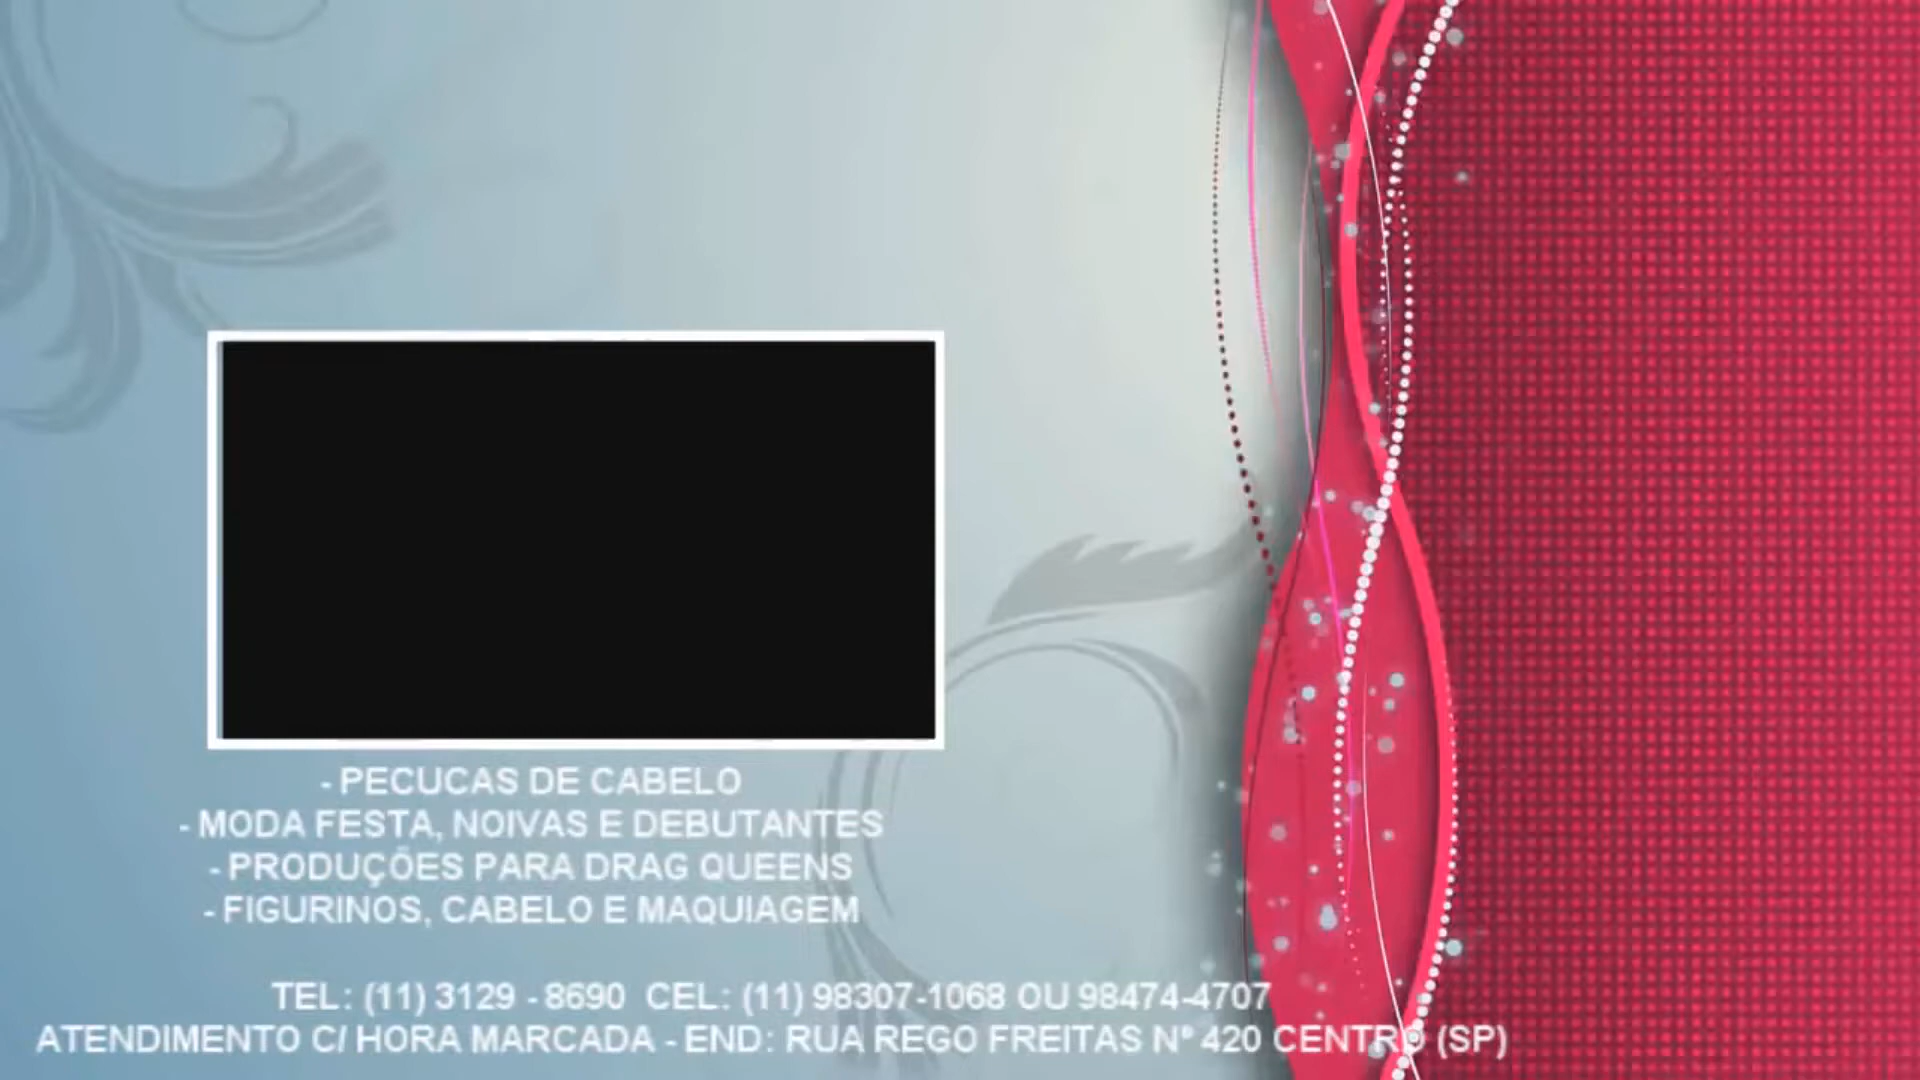 - PECUCAS DE CABELO
- MODA FESTA, NOIVAS E DEBUTANTES
- PRODUÇÕES PARA DRAG QUEENS
- FIGURINOS, CABELO E MAQUIAGEM
TEL: (11) 3129 - 8690 CEL: (11) 98307-1068 OU 98474-4707
ATENDIMENTO C/ HORA MARCADA - END: RUA REGO FREITAS Nº 420 CENTRO (SP)